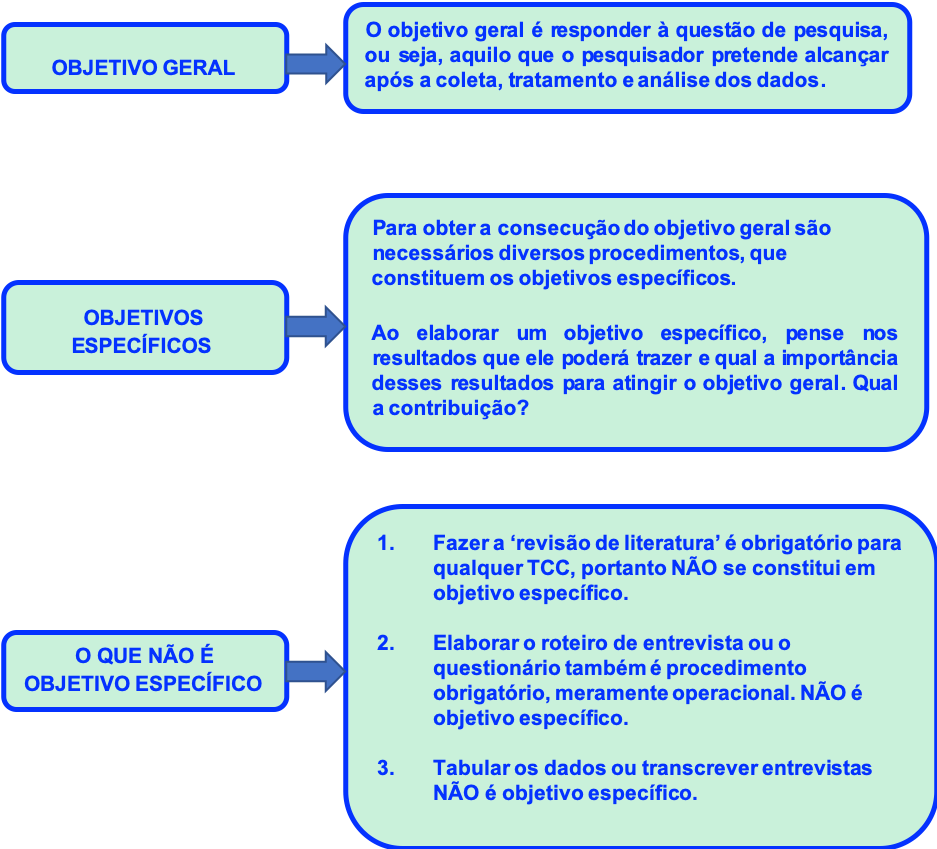 OBJETIVO GERAL
O objetivo geral é responder à questão de pesquisa,
ou seja, aquilo que o pesquisador pretende alcançar
após a coleta, tratamento e análise dos dados.
OBJETIVOS
ESPECÍFICOS
Para obter a consecução do objetivo geral são
necessários diversos procedimentos, que
constituem os objetivos específicos.
Ao elaborar um objetivo específico, pense nos
resultados que ele poderá trazer e qual a importância
desses resultados para atingir o objetivo geral. Qual
a contribuição?
O QUE NÃO É
OBJETIVO ESPECÍFICO
1. Fazer a ‘revisão de literatura’ é obrigatório para
qualquer TCC, portanto NÃO se constitui em
objetivo específico.
2. Elaborar o roteiro de entrevista ou o
questionário também é procedimento
obrigatório, meramente operacional. NÃO é
objetivo específico.
3. Tabular os dados ou transcrever entrevistas
NÃO é objetivo específico.